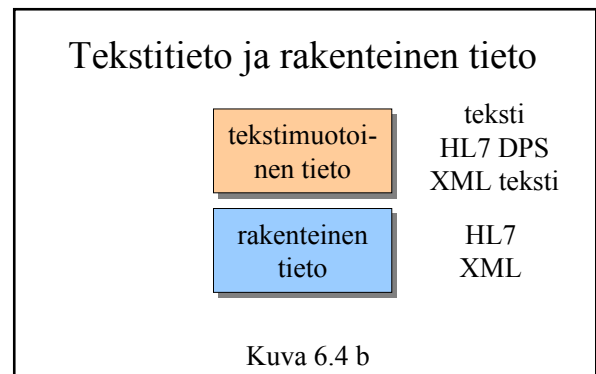 Tekstitieto ja rakenteinen tieto
tekstimuotoi-
nen tieto
teksti
HL7 DPS
XML teksti
rakenteinen
tieto
HL7
XML
Kuva 6.4 b